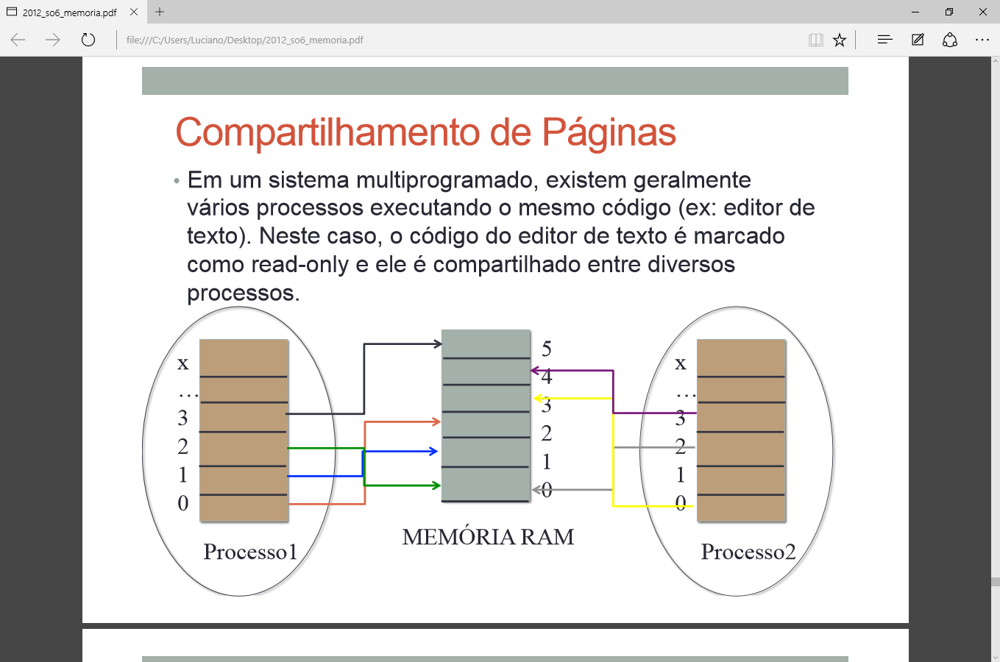 2012_so6_memoria.pdf
file:///C:/Users/Luciano/Desktop/2012_so6_memoria.pdf
Compartilhamento de Páginas
• Em um sistema multiprogramado, existem geralmente
vários processos executando o mesmo código (ex: editor de
texto). Neste caso, o código do editor de texto é marcado
como read-only e ele é compartilhado entre diversos
processos.
x
...
3
2
1
0
Processo1
5
4
3
2
1
0
MEMÓRIA RAM
x
...
3
2
1
0
Processo2